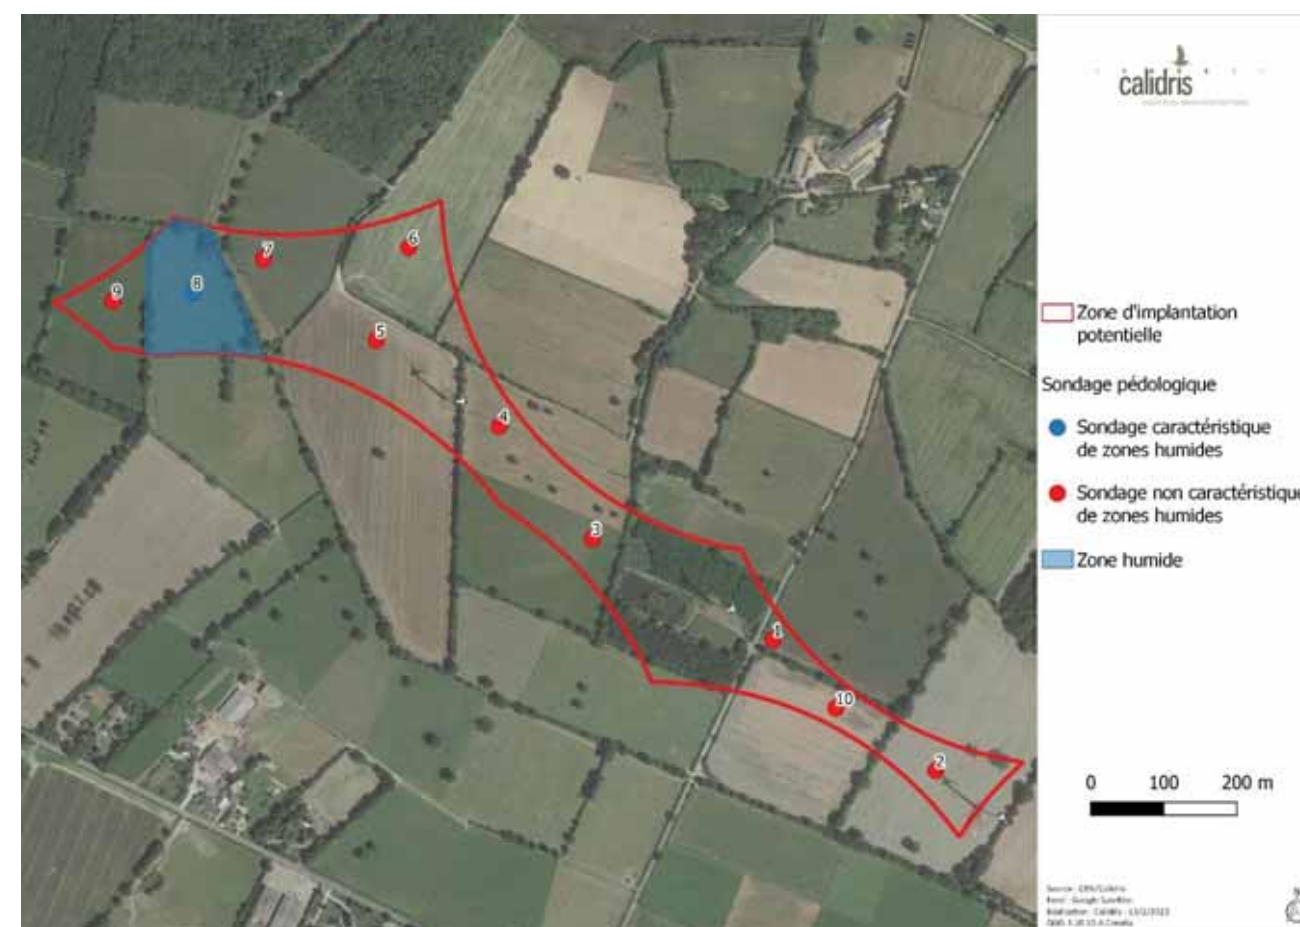 calidris
7
6
8
9
5
4
3
1
10
2
Zone d'implantation
potentielle
Sondage pédologique
Sondage caractéristique
de zones humides
Sondage non caractéristique
de zones humides
Zone humide
0 100 200 m